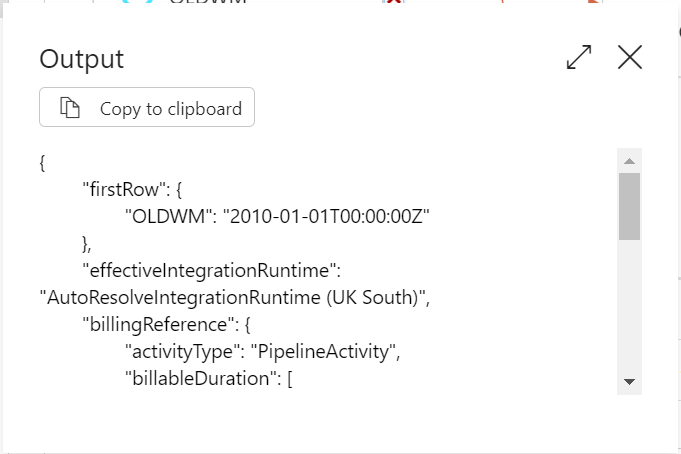 OLDWM
Output
Copy to clipboard
{
"firstRow": {
"OLDWM": "2010-01-01T00:00:00Z"
},
"effectiveIntegrationRuntime":
"AutoResolveIntegrationRuntime (UK South)",
"billingReference": {
"activityType": "PipelineActivity",
"billableDuration": [